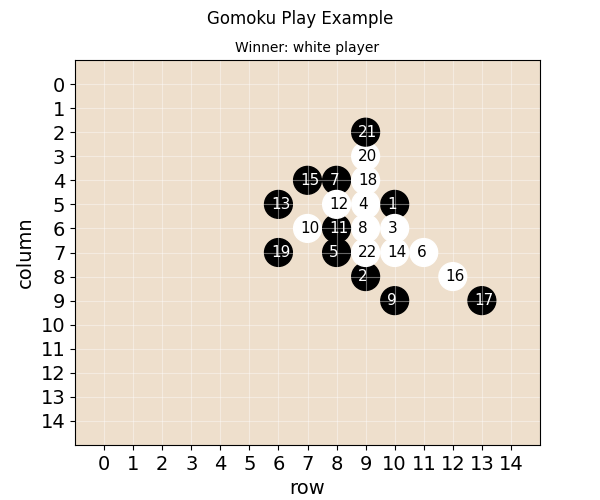 Gomoku Play Example
Winner: white player
0
1
2 21
3 20
4 15 7 18
5 13 12 4 1
6 10 11 8 3
7 19 5 22 14 6
8 2 16
9 9 17
10
11
12
13
14
column
0 1 2 3 4 5 6 7 8 9 10 11 12 13 14
row